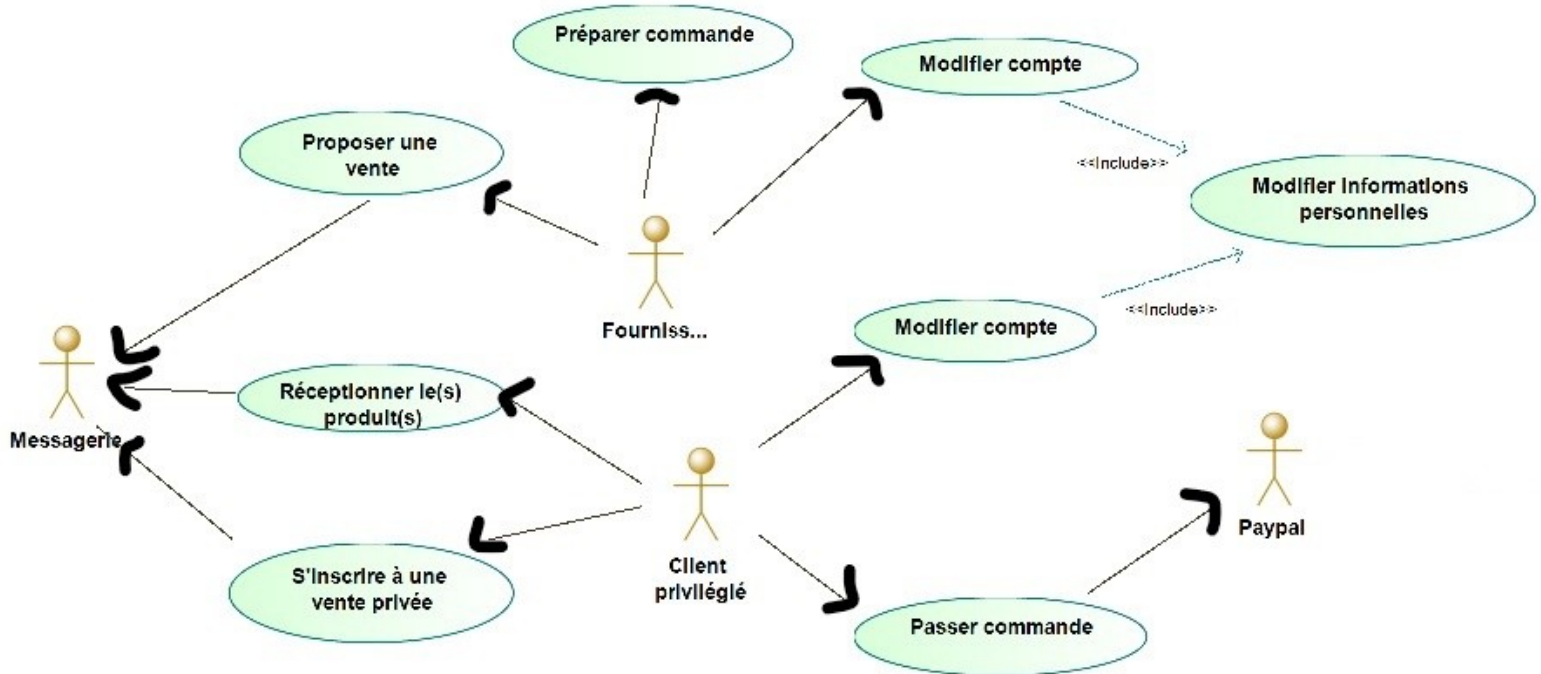 Préparer commande
Modifier compte
Proposer une
vente
<<Include>>
Modifier informations
personnelles
Fourniss...
<<Include>>
Modifier compte
Réceptionner le(s)
produit(s)
Messagerie
Paypal
Client
privilégié
S'inscrire à une
vente privée
Passer commande